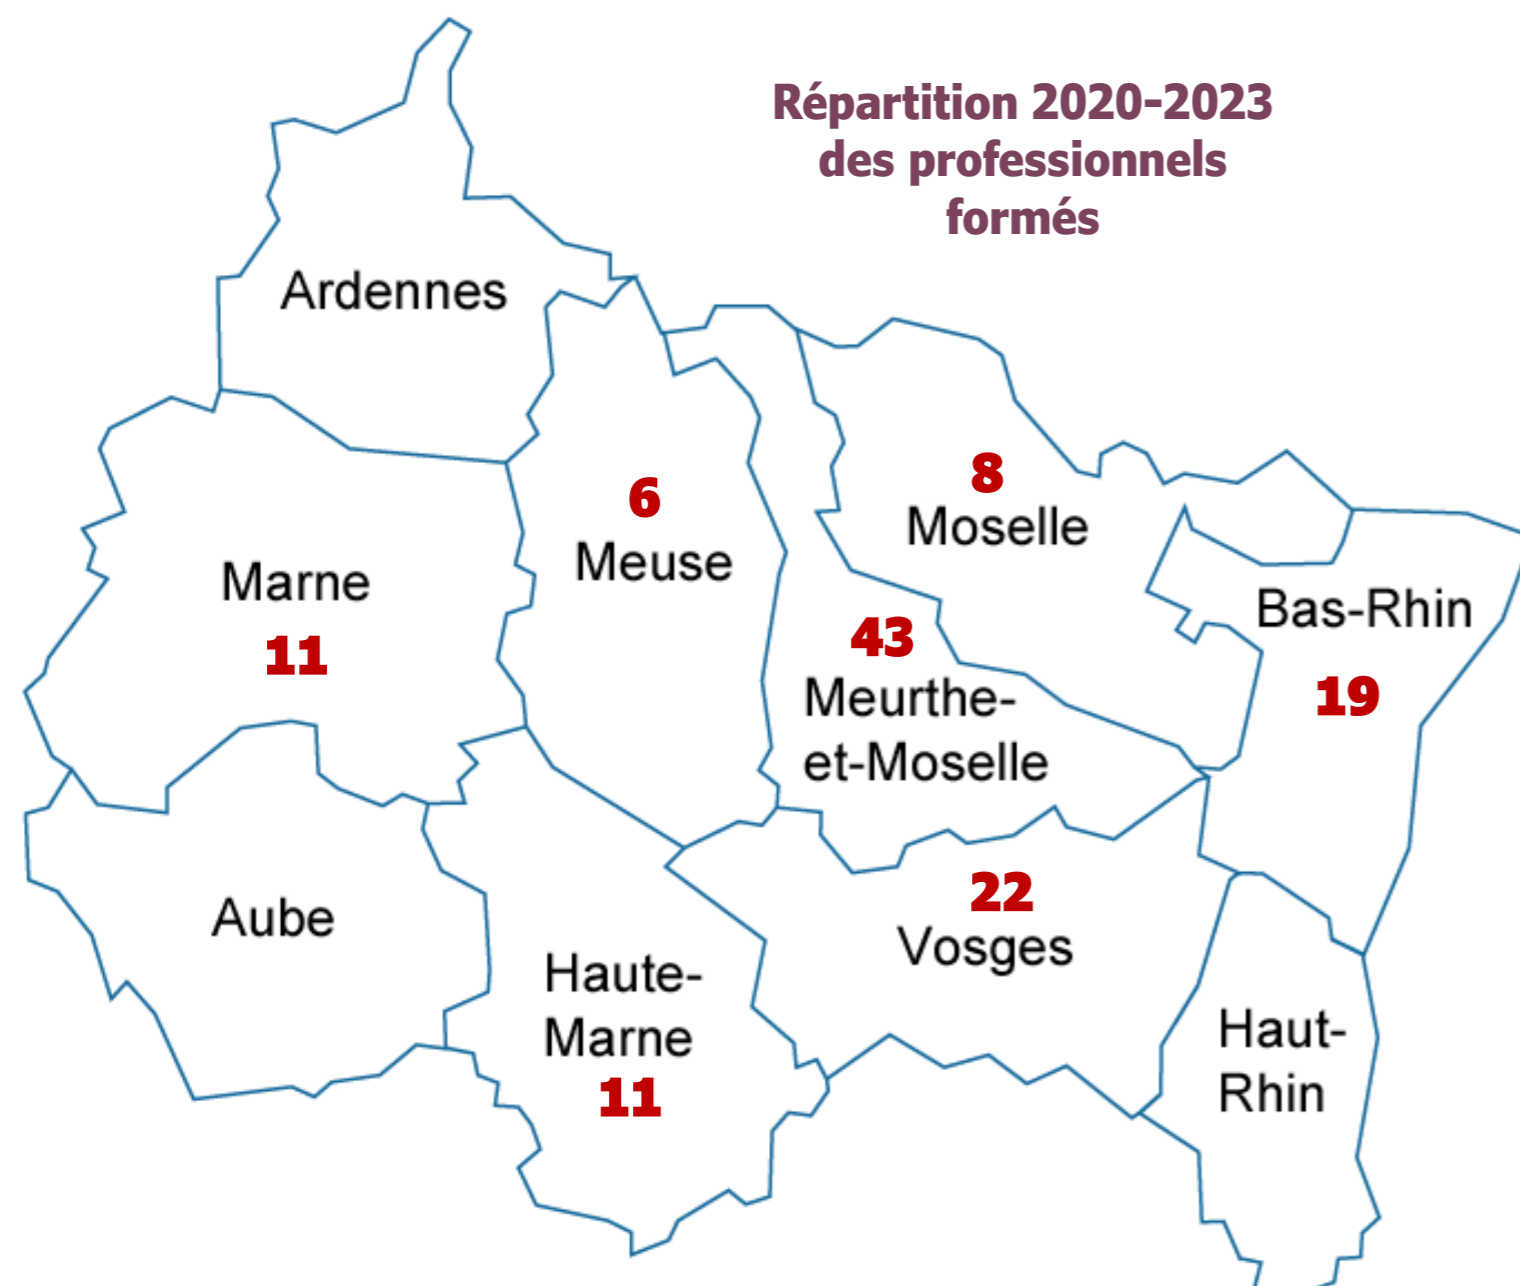 Répartition 2020-2023
des professionnels
formés
Ardennes
8
Moselle
6
Meuse
Marne
11
Bas-Rhin
19
43
Meurthe-
et-Moselle
22
Vosges
Aube
Haute-
Marne
11
Haut-
Rhin